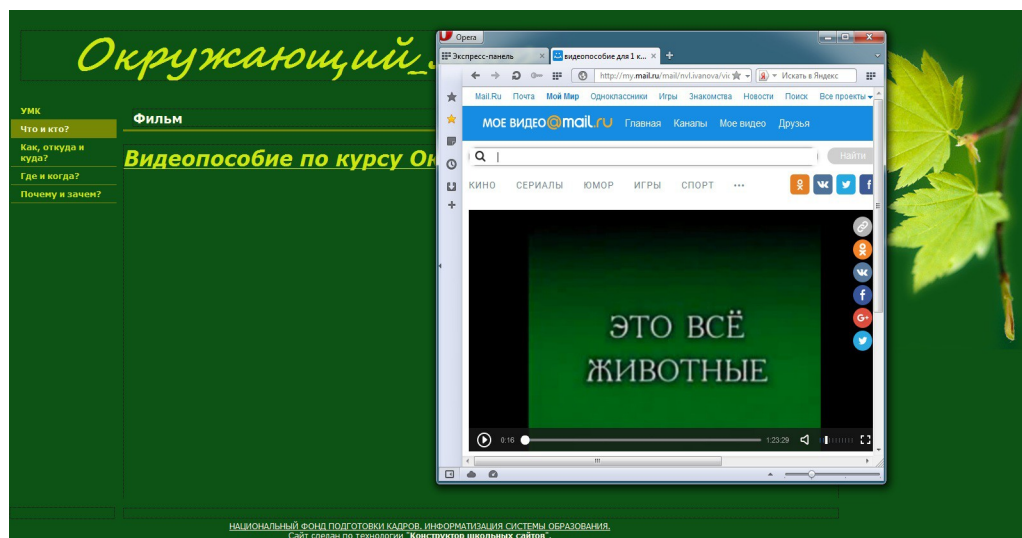 Окружающий_
УМК
Что и кто?
Как, откуда и
куда?
Где и когда?
Почему и зачем?
Фильм
Видеопособие по курсу
Opera
Экспресс-панель
видеопособие для 1 к...
http://my.mail.ru/mail/nvl.ivanova/vid
Искать в Яндекс
Mail.Ru Почта Мой Мир Одноклассники Игры Знакомства Новости Поиск Все проекты
МОЕ ВИДЕО@mail.ru Главная Каналы Мое видео Друзья
Найти
КИНО СЕРИАЛЫ ЮМОР ИГРЫ СПОРТ ...
ЭТО ВСЁ
ЖИВОТНЫЕ
0:16 1:23:29
НАЦИОНАЛЬНЫЙ ФОНД ПОДГОТОВКИ КАДРОВ. ИНФОРМАТИЗАЦИЯ СИСТЕМЫ ОБРАЗОВАНИЯ.
Сайт сделан по технологии "Конструктор школьных сайтов".